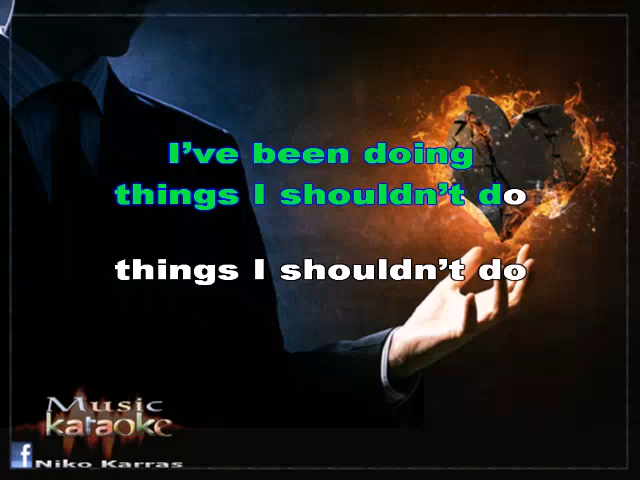 I’ve been doing
things I shouldn’t do
things I shouldn’t do
Music
karaoke
f Niko Karras